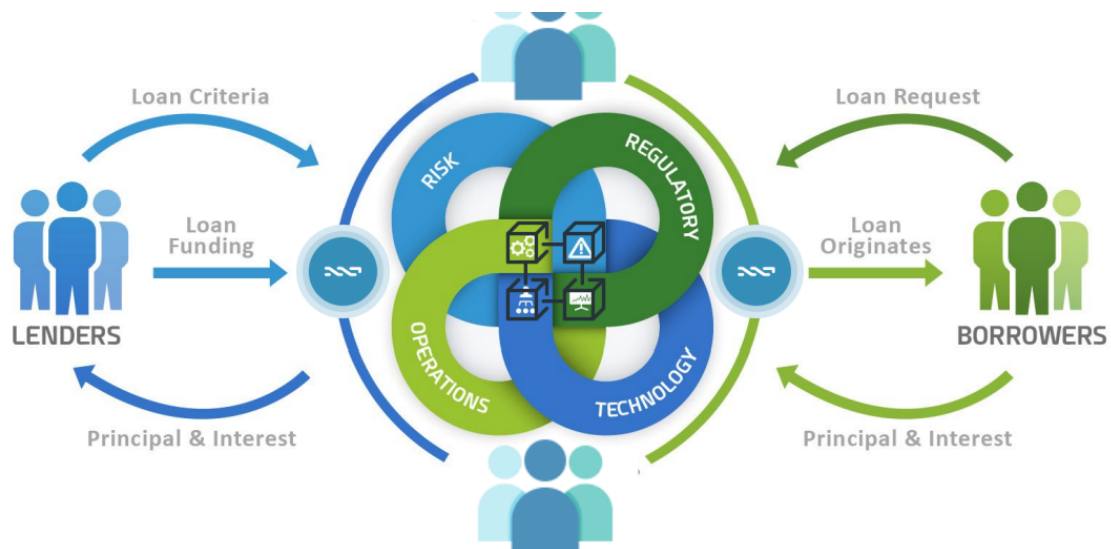 Loan Criteria
Loan Request
RISK
REGULATORY
Loan
Funding
Loan
Originates
LENDERS
BORROWERS
OPERATIONS
TECHNOLOGY
Principal & Interest
Principal & Interest